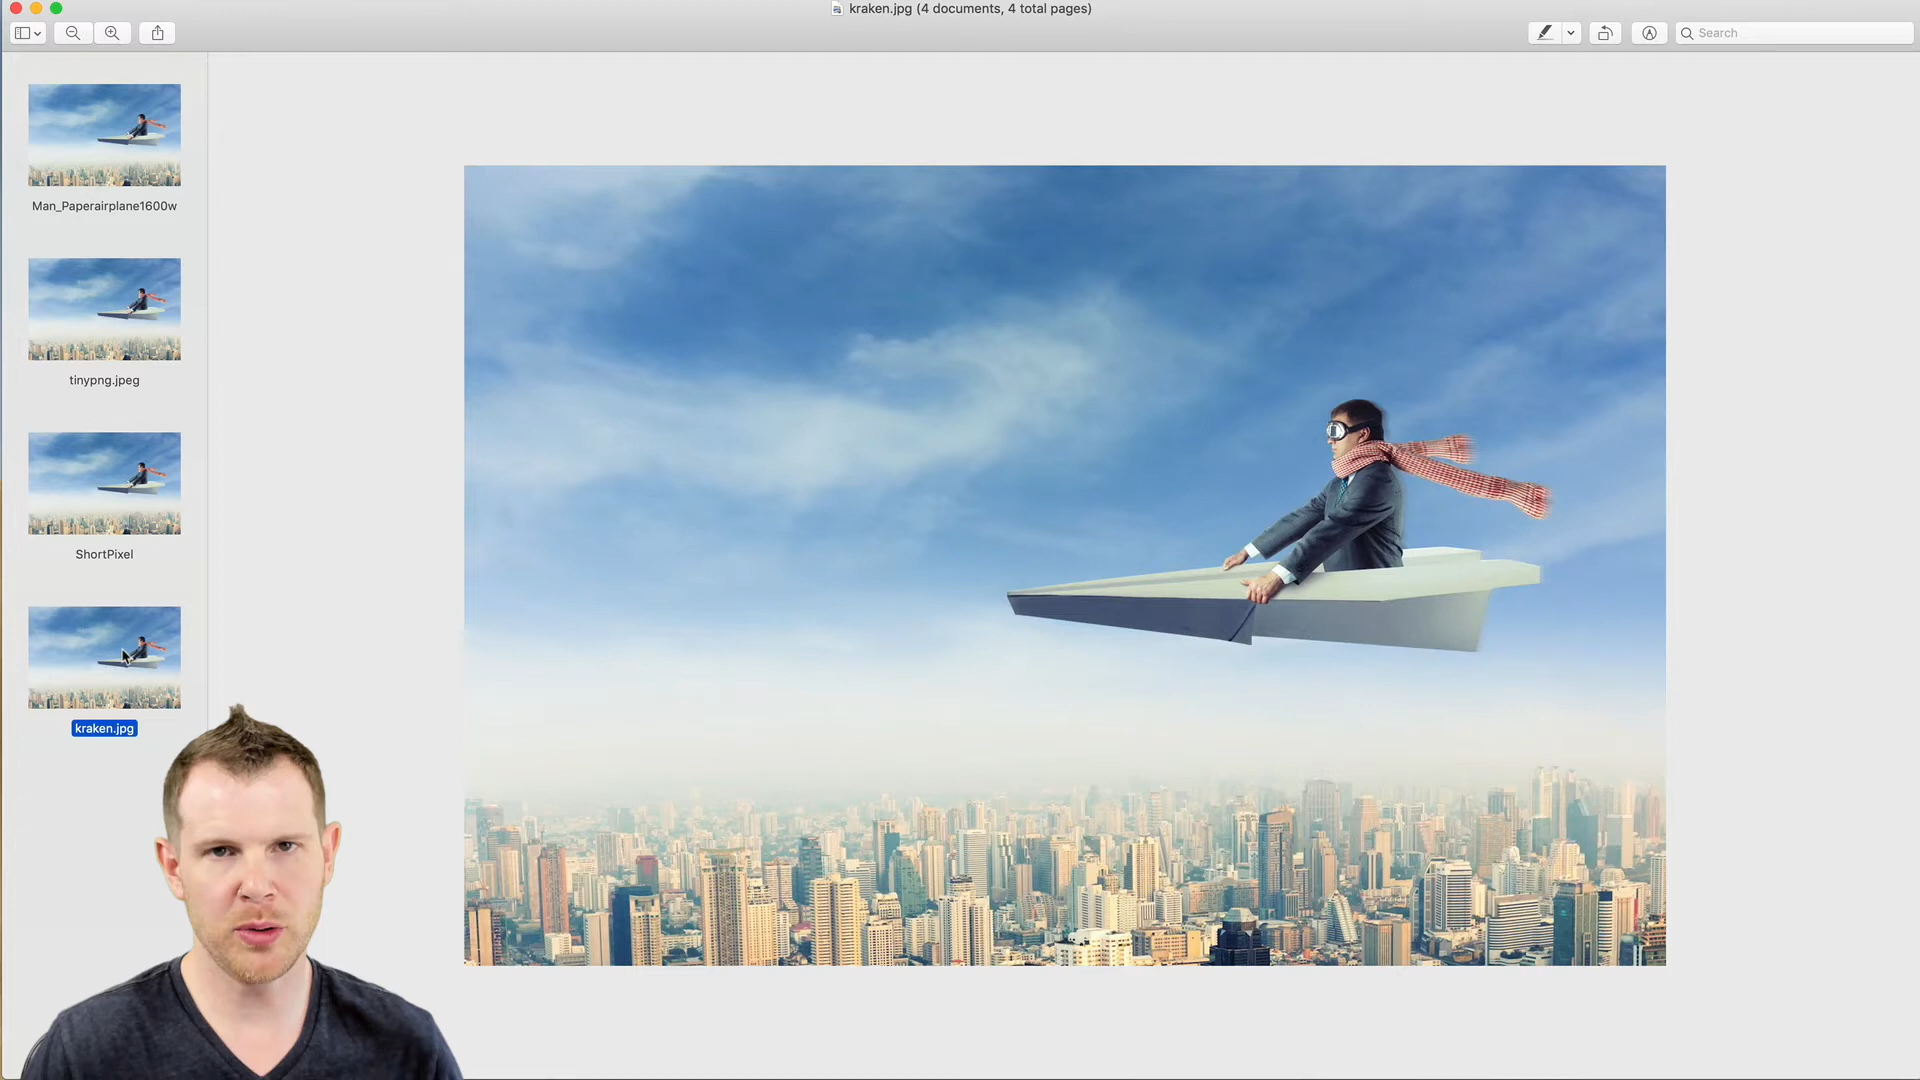 kraken.jpg (4 documents, 4 total pages)
Search
Man_Paperairplane1600w
tinypng.jpeg
ShortPixel
kraken.jpg